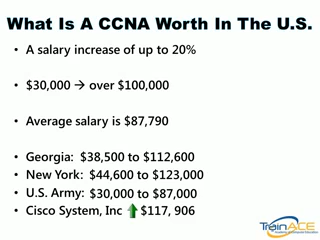 What Is A CCNA Worth In The U.S.
• A salary increase of up to 20%
• $30,000 → over $100,000
• Average salary is $87,790
• Georgia: $38,500 to $112,600
• New York: $44,600 to $123,000
• U.S. Army: $30,000 to $87,000
• Cisco System, Inc $117, 906
TrainACE